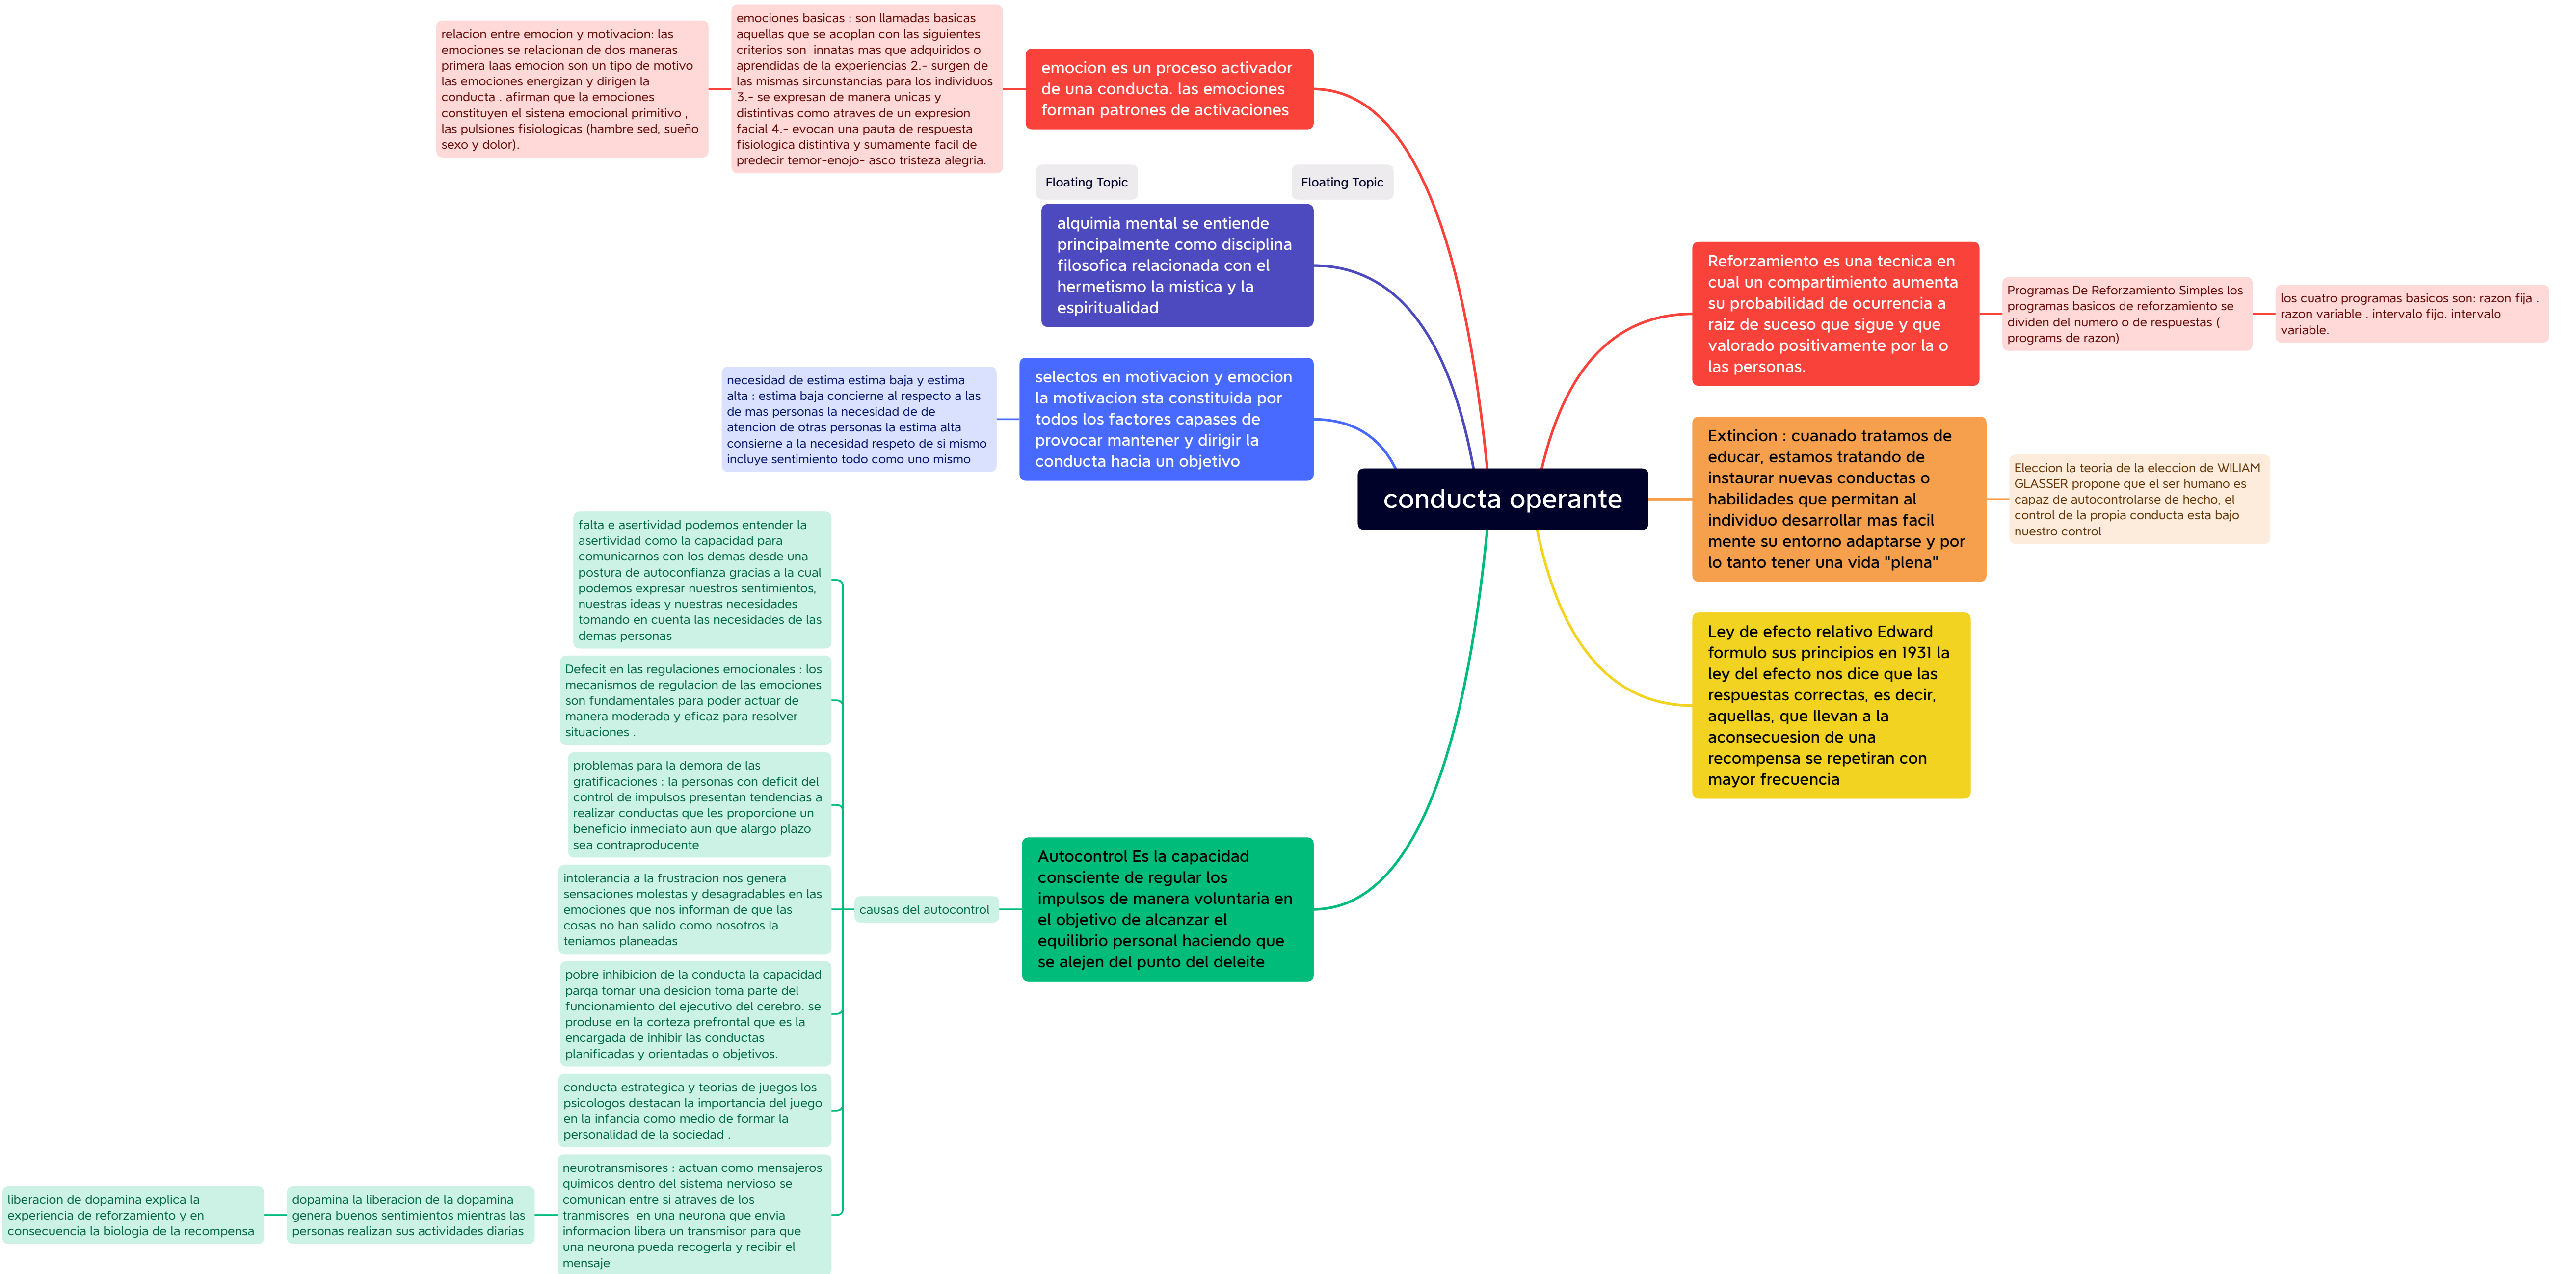 conducta operante
Reforzamiento es una tecnica en
cual un compartimiento aumenta
su probabilidad de ocurrencia a
raiz de suceso que sigue y que
valorado positivamente por la o
las personas.
Programas De Reforzamiento Simples los
programas basicos de reforzamiento se
dividen del numero o de respuestas (
programs de razon)
los cuatro programas basicos son: razon fija .
razon variable . intervalo fijo. intervalo
variable.
Extincion : cuanado tratamos de
educar, estamos tratando de
instaurar nuevas conductas o
habilidades que permitan al
individuo desarrollar mas facil
mente su entorno adaptarse y por
lo tanto tener una vida "plena"
Eleccion la teoria de la eleccion de WILIAM
GLASSER propone que el ser humano es
capaz de autocontrolarse de hecho, el
control de la propia conducta esta bajo
nuestro control
Ley de efecto relativo Edward
formulo sus principios en 1931 la
ley del efecto nos dice que las
respuestas correctas, es decir,
aquellas, que llevan a la
aconsecuesion de una
recompensa se repetiran con
mayor frecuencia
emocion es un proceso activador
de una conducta. las emociones
forman patrones de activaciones
emociones basicas : son llamadas basicas
aquellas que se acoplan con las siguientes
criterios son  innatas mas que adquiridos o
aprendidas de la experiencias 2.- surgen de
las mismas sircunstancias para los individuos
3.- se expresan de manera unicas y
distintivas como atraves de un expresion
facial 4.- evocan una pauta de respuesta
fisiologica distintiva y sumamente facil de
predecir temor-enojo- asco tristeza alegria.
relacion entre emocion y motivacion: las
emociones se relacionan de dos maneras
primera laas emocion son un tipo de motivo
las emociones energizan y dirigen la
conducta . afirman que la emociones
constituyen el sistena emocional primitivo ,
las pulsiones fisiologicas (hambre sed, sueño
sexo y dolor).
Floating Topic
Floating Topic
alquimia mental se entiende
principalmente como disciplina
filosofica relacionada con el
hermetismo la mistica y la
espiritualidad
selectos en motivacion y emocion
la motivacion sta constituida por
todos los factores capases de
provocar mantener y dirigir la
conducta hacia un objetivo
necesidad de estima estima baja y estima
alta : estima baja concierne al respecto a las
de mas personas la necesidad de de
atencion de otras personas la estima alta
consierne a la necesidad respeto de si mismo
incluye sentimiento todo como uno mismo
Autocontrol Es la capacidad
consciente de regular los
impulsos de manera voluntaria en
el objetivo de alcanzar el
equilibrio personal haciendo que
se alejen del punto del deleite
causas del autocontrol
falta e asertividad podemos entender la
asertividad como la capacidad para
comunicarnos con los demas desde una
postura de autoconfianza gracias a la cual
podemos expresar nuestros sentimientos,
nuestras ideas y nuestras necesidades
tomando en cuenta las necesidades de las
demas personas
Defecit en las regulaciones emocionales : los
mecanismos de regulacion de las emociones
son fundamentales para poder actuar de
manera moderada y eficaz para resolver
situaciones .
problemas para la demora de las
gratificaciones : la personas con deficit del
control de impulsos presentan tendencias a
realizar conductas que les proporcione un
beneficio inmediato aun que alargo plazo
sea contraproducente
intolerancia a la frustracion nos genera
sensaciones molestas y desagradables en las
emociones que nos informan de que las
cosas no han salido como nosotros la
teniamos planeadas
pobre inhibicion de la conducta la capacidad
parqa tomar una desicion toma parte del
funcionamiento del ejecutivo del cerebro. se
produse en la corteza prefrontal que es la
encargada de inhibir las conductas
planificadas y orientadas o objetivos.
conducta estrategica y teorias de juegos los
psicologos destacan la importancia del juego
en la infancia como medio de formar la
personalidad de la sociedad .
neurotransmisores : actuan como mensajeros
quimicos dentro del sistema nervioso se
comunican entre si atraves de los
tranmisores  en una neurona que envia
informacion libera un transmisor para que
una neurona pueda recogerla y recibir el
mensaje
dopamina la liberacion de la dopamina
genera buenos sentimientos mientras las
personas realizan sus actividades diarias
liberacion de dopamina explica la
experiencia de reforzamiento y en
consecuencia la biologia de la recompensa